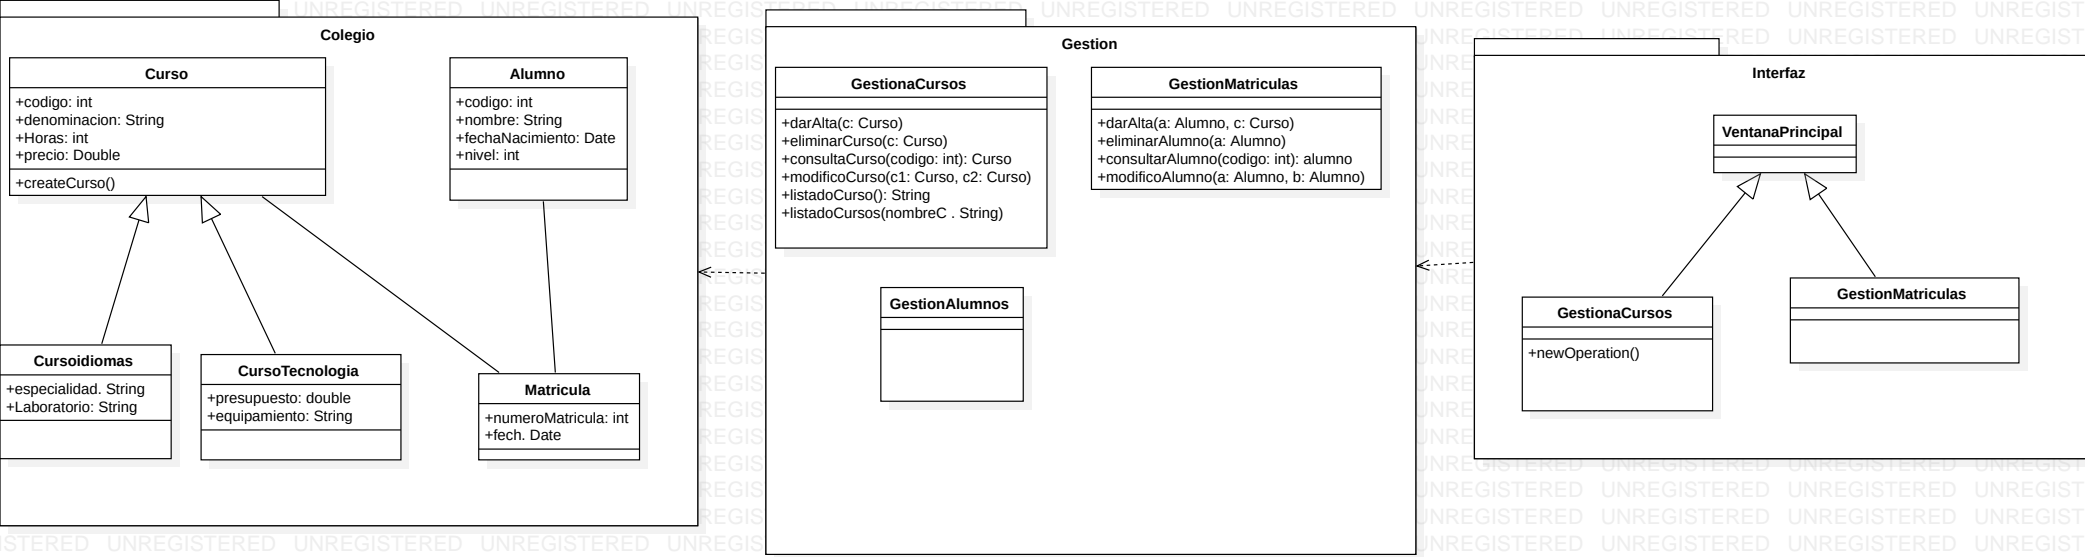 Colegio
Curso
+codigo: int
+denominacion: String
+Horas: int
+precio: Double
+createCurso()
Alumno
+codigo: int
+nombre: String
+fechaNacimiento: Date
+nivel: int
Cursoidiomas
+especialidad. String
+Laboratorio: String
CursoTecnologia
+presupuesto: double
+equipamiento: String
Matricula
+numeroMatricula: int
+fech. Date
Gestion
GestionaCursos
+darAlta(c: Curso)
+eliminarCurso(c: Curso)
+consultaCurso(codigo: int): Curso
+modificoCurso(c1: Curso, c2: Curso)
+listadoCurso(): String
+listadoCursos(nombreC . String)
GestionMatriculas
+darAlta(a: Alumno, c: Curso)
+eliminarAlumno(a: Alumno)
+consultarAlumno(codigo: int): alumno
+modificoAlumno(a: Alumno, b: Alumno)
GestionAlumnos
Interfaz
VentanaPrincipal
GestionaCursos
+newOperation()
GestionMatriculas
UNREGISTERED